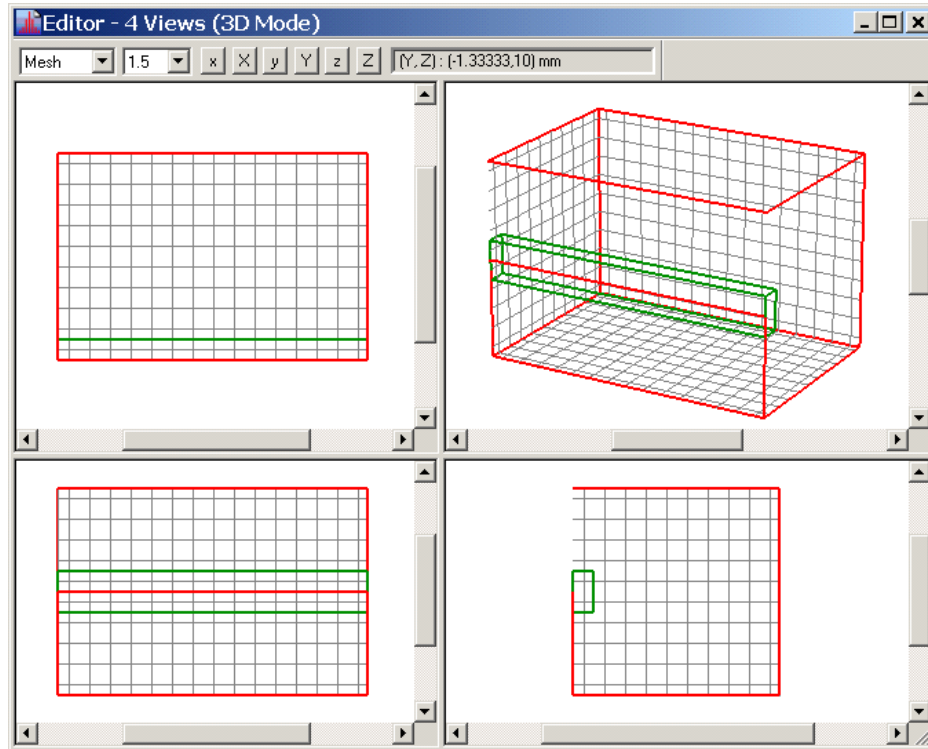 Editor - 4 Views (3D Mode)
Mesh 1.5 x X y Y z Z (Y, Z) : (-1.33333,10) mm